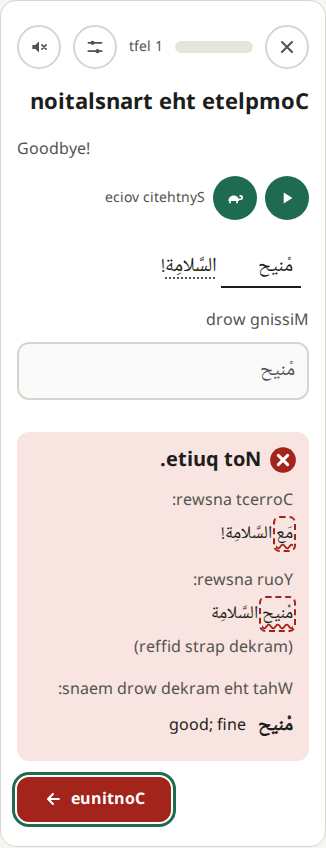 tfel 1
noitalsnart eht etelpmoC
Goodbye!
eciov citehtnyS
مْنيح السَّلامِة!
drow gnissiM
مْنيح
.etiuq toN
:rewsna tcerroC
مَع السَّلامِة!
:rewsna ruoY
مْنيح السَّلامِة
(reffid strap dekram)
:snaem drow dekram eht tahW
مْنيح good; fine
eunitnoC